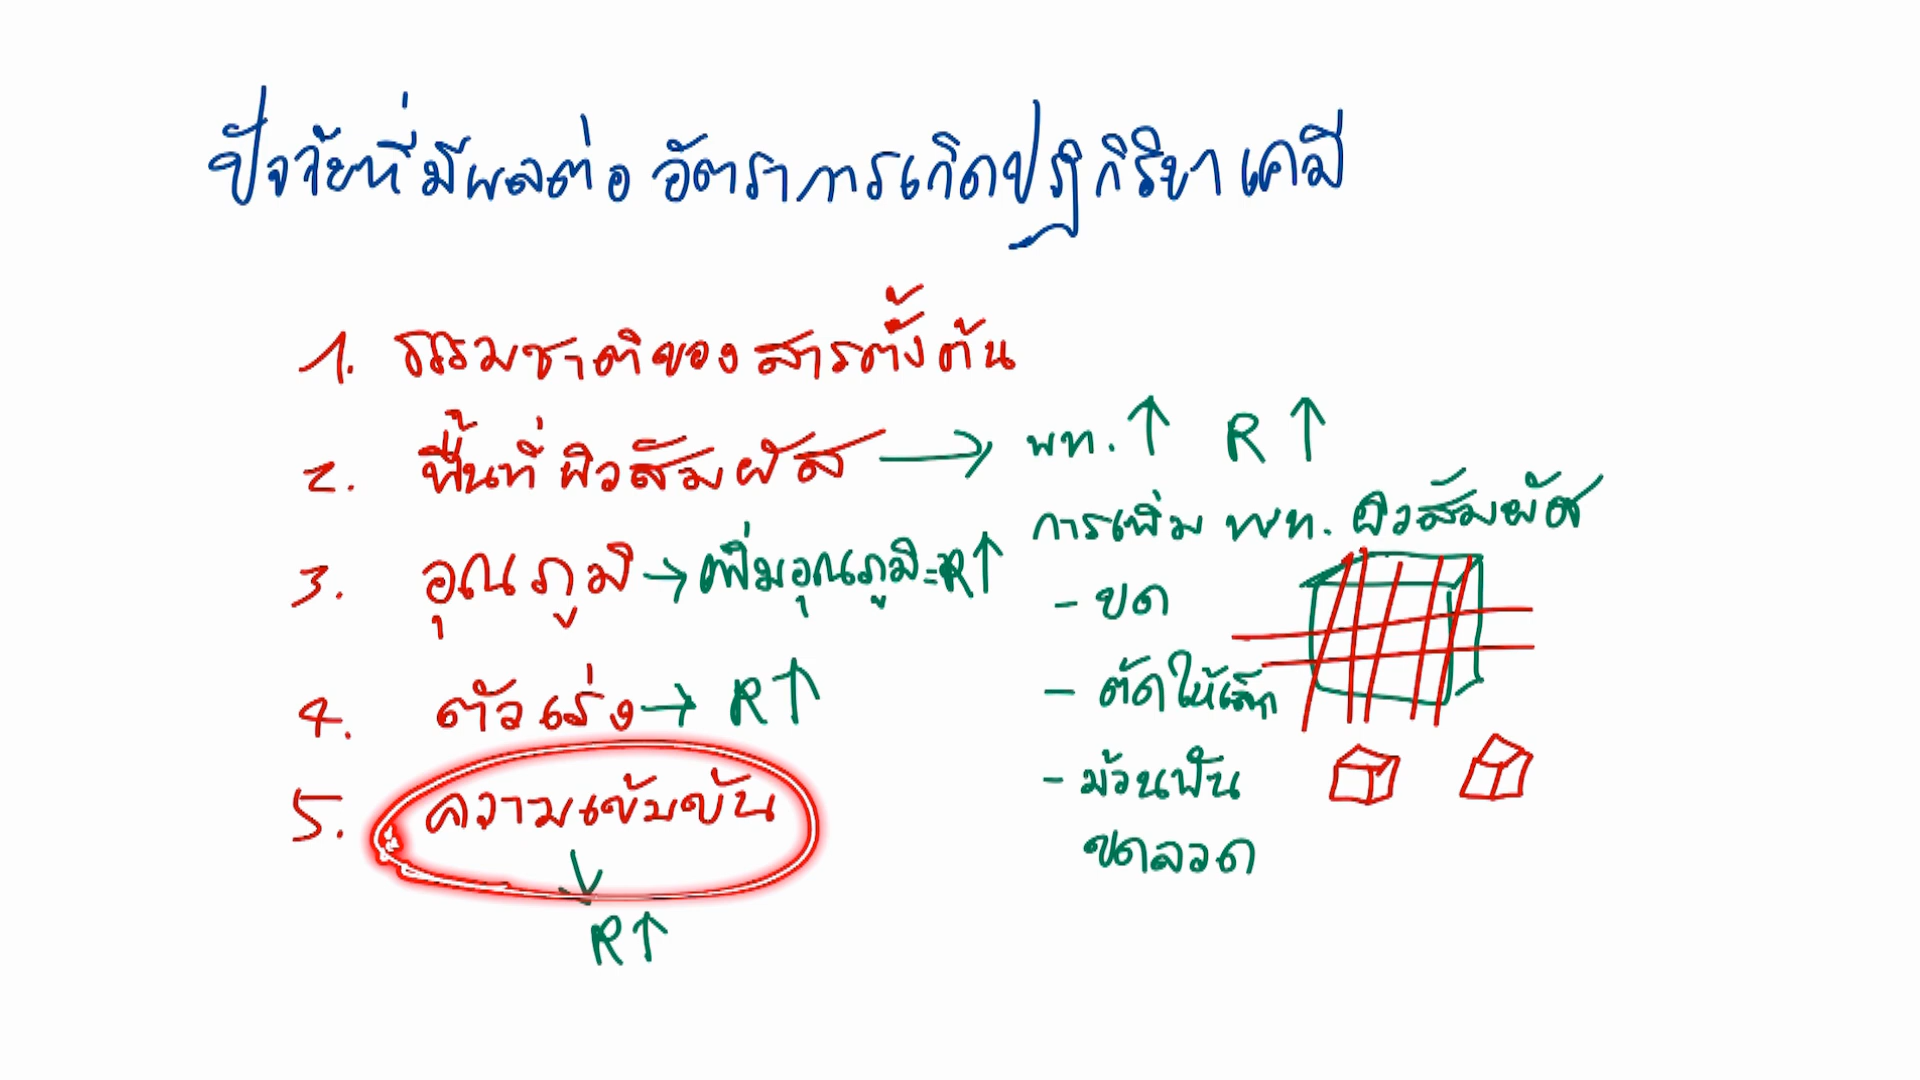 ปัจจัยที่มีผลต่อ อัตราการเกิดปฏิกิริยาเคมี
1. ธรรมชาติของสารตั้งต้น
2. พื้นที่ผิวสัมผัส → พท. ↑ R ↑
การเพิ่ม พท. ผิวสัมผัส
- บด
- ตัดให้เล็ก
- ม้วนพัน
ขดลวด
3. อุณภูมิ → เพิ่มอุณภูมิ = R↑
4. ตัวเร่ง → R↑
5. ความเข้มข้น
↓
R↑